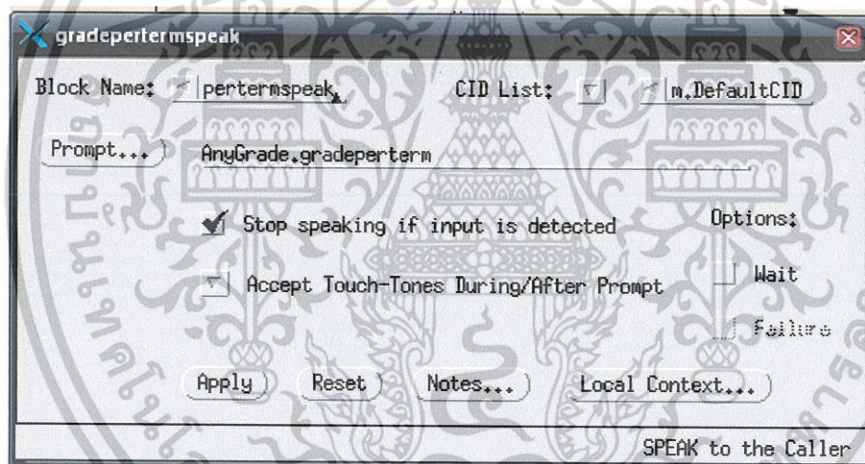 gradepertermspeak
Block Name: pertermspeak CID List: m.DefaultCID
Prompt... AnyGrade.gradeperterm
Stop speaking if input is detected Options:
Accept Touch-Tones During/After Prompt Wait
Failure
Apply Reset Notes... Local Context...
SPEAK to the Caller